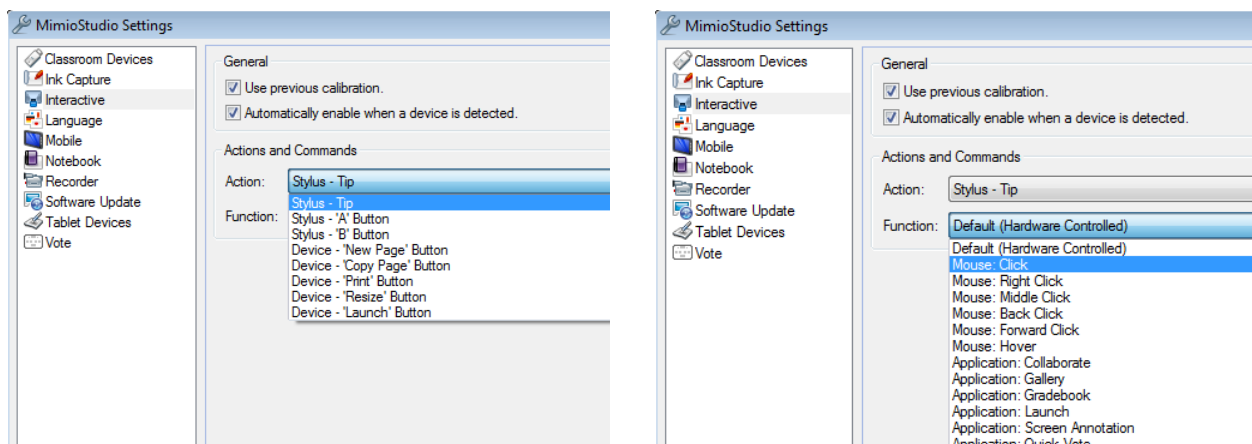 MimioStudio Settings
Classroom Devices
Ink Capture
Interactive
Language
Mobile
Notebook
Recorder
Software Update
Tablet Devices
Vote
General
Use previous calibration.
Automatically enable when a device is detected.
Actions and Commands
Action: Stylus - Tip
Stylus - Tip
Function:
Stylus - 'A' Button
Stylus - 'B' Button
Device - 'New Page' Button
Device - 'Copy Page' Button
Device - 'Print' Button
Device - 'Resize' Button
Device - 'Launch' Button
MimioStudio Settings
Classroom Devices
Ink Capture
Interactive
Language
Mobile
Notebook
Recorder
Software Update
Tablet Devices
Vote
General
Use previous calibration.
Automatically enable when a device is detected.
Actions and Commands
Action: Stylus - Tip
Function: Default (Hardware Controlled)
Default (Hardware Controlled)
Mouse: Click
Mouse: Right Click
Mouse: Middle Click
Mouse: Back Click
Mouse: Forward Click
Mouse: Hover
Application: Collaborate
Application: Gallery
Application: Gradebook
Application: Launch
Application: Screen Annotation
Application: Quick Vote